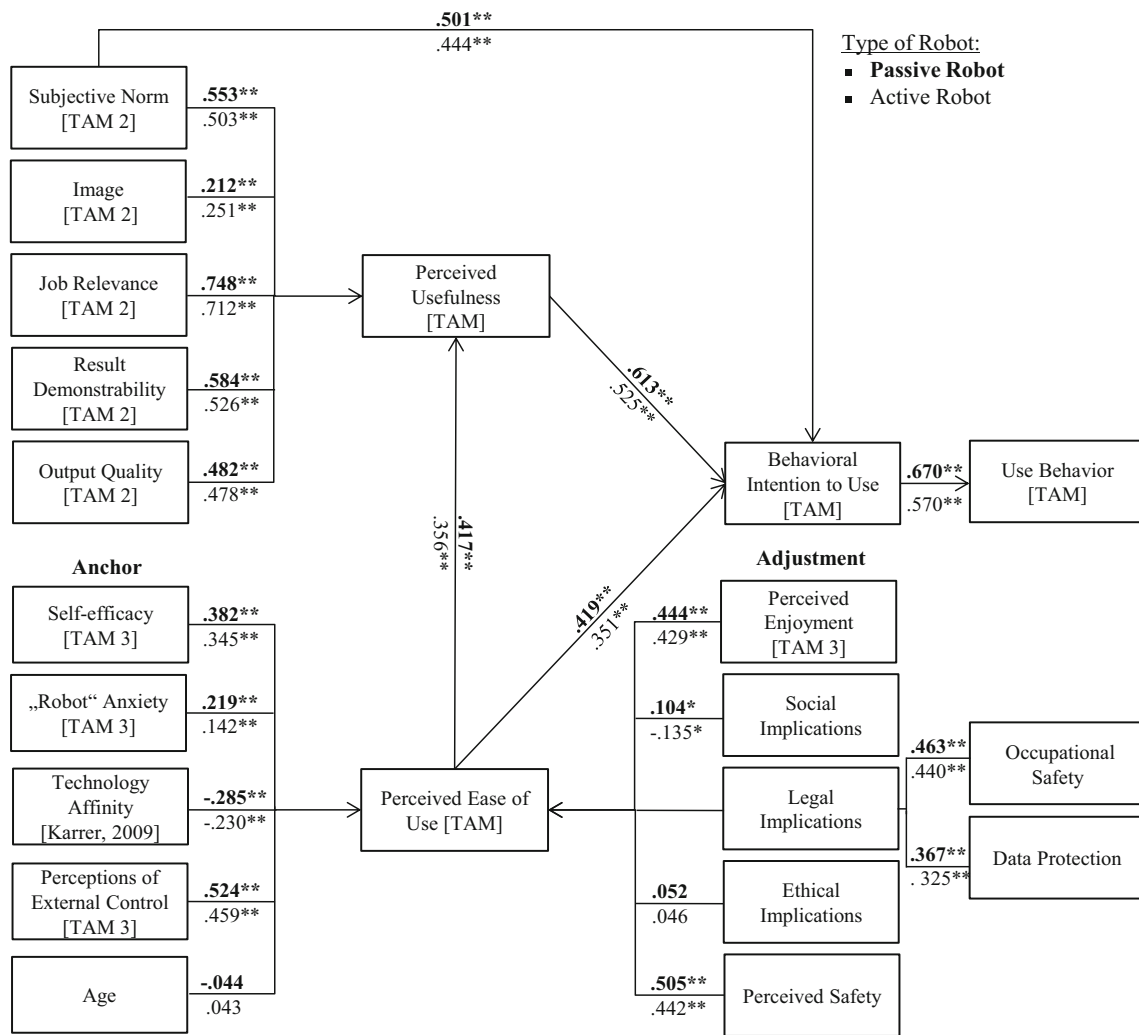 .501**
.444**
Type of Robot:
▪ Passive Robot
▪ Active Robot
Subjective Norm
[TAM 2]
.553**
.503**
Image
[TAM 2]
.212**
.251**
Job Relevance
[TAM 2]
.748**
.712**
Result
Demonstrability
[TAM 2]
.584**
.526**
Output Quality
[TAM 2]
.482**
.478**
Perceived
Usefulness
[TAM]
.613**
.525**
.417**
.356**
.419**
.351**
Behavioral
Intention to Use
[TAM]
.670**
.570**
Use Behavior
[TAM]
Anchor
Self-efficacy
[TAM 3]
.382**
.345**
„Robot“ Anxiety
[TAM 3]
.219**
.142**
Technology
Affinity
[Karrer, 2009]
-.285**
-.230**
Perceptions of
External Control
[TAM 3]
.524**
.459**
Age
-.044
.043
Perceived Ease of
Use [TAM]
Adjustment
.444**
.429**
Perceived
Enjoyment
[TAM 3]
.104*
-.135*
Social
Implications
Legal
Implications
.463**
.440**
Occupational
Safety
.367**
. 325**
Data Protection
.052
.046
Ethical
Implications
.505**
.442**
Perceived Safety